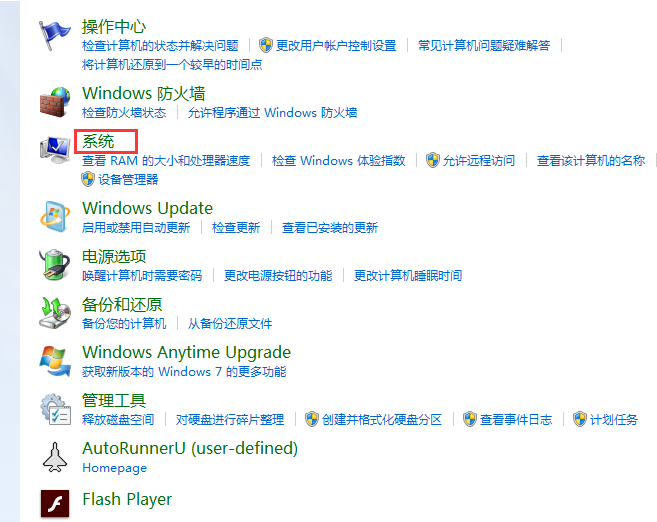 操作中心
检查计算机的状态并解决问题 更改用户帐户控制设置 常见计算机问题疑难解答
将计算机还原到一个较早的时间点
Windows 防火墙
检查防火墙状态 允许程序通过 Windows 防火墙
系统
查看 RAM 的大小和处理器速度 检查 Windows 体验指数 允许远程访问 查看该计算机的名称
设备管理器
Windows Update
启用或禁用自动更新 检查更新 查看已安装的更新
电源选项
唤醒计算机时需要密码 更改电源按钮的功能 更改计算机睡眠时间
备份和还原
备份您的计算机 从备份还原文件
Windows Anytime Upgrade
获取新版本的 Windows 7 的更多功能
管理工具
释放磁盘空间 对硬盘进行碎片整理 创建并格式化硬盘分区 查看事件日志 计划任务
AutoRunnerU (user-defined)
Homepage
Flash Player